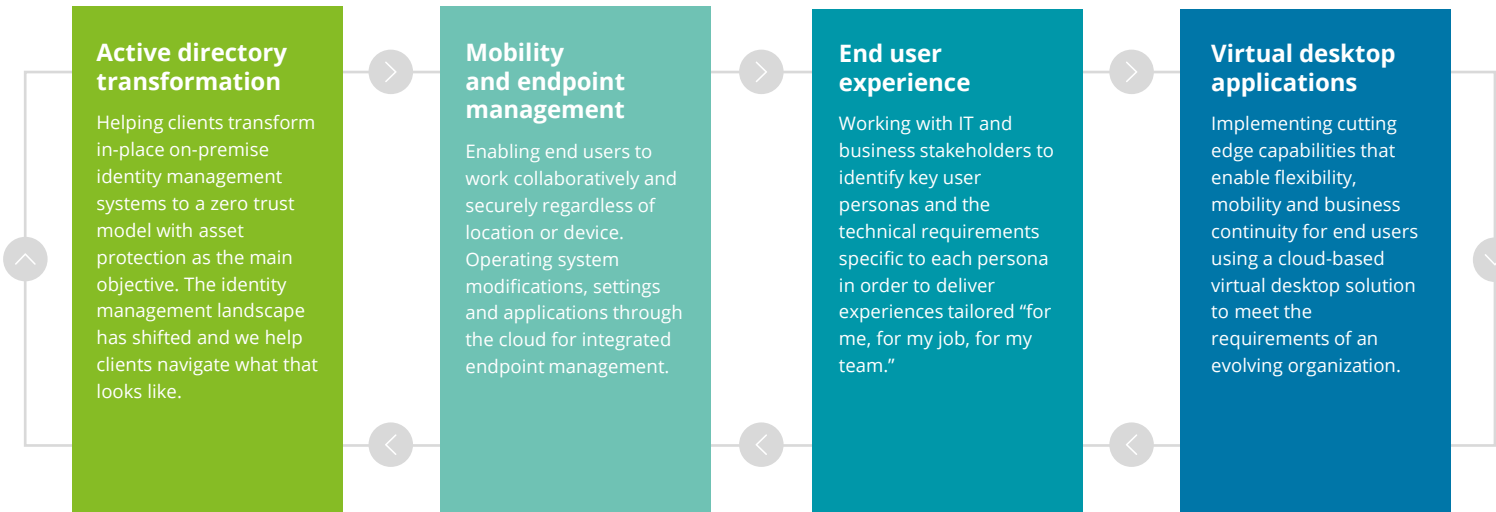 Active directory
transformation
Helping clients transform
in-place on-premise
identity management
systems to a zero trust
model with asset
protection as the main
objective. The identity
management landscape
has shifted and we help
clients navigate what that
looks like.
Mobility
and endpoint
management
Enabling end users to
work collaboratively and
securely regardless of
location or device.
Operating system
modifications, settings
and applications through
the cloud for integrated
endpoint management.
End user
experience
Working with IT and
business stakeholders to
identify key user
personas and the
technical requirements
specific to each persona
in order to deliver
experiences tailored “for
me, for my job, for my
team.”
Virtual desktop
applications
Implementing cutting
edge capabilities that
enable flexibility,
mobility and business
continuity for end users
using a cloud-based
virtual desktop solution
to meet the
requirements of an
evolving organization.